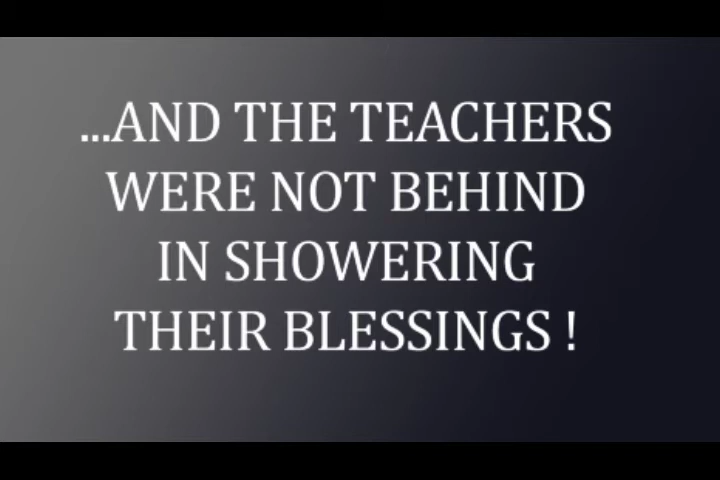 ...AND THE TEACHERS
WERE NOT BEHIND
IN SHOWERING
THEIR BLESSINGS !